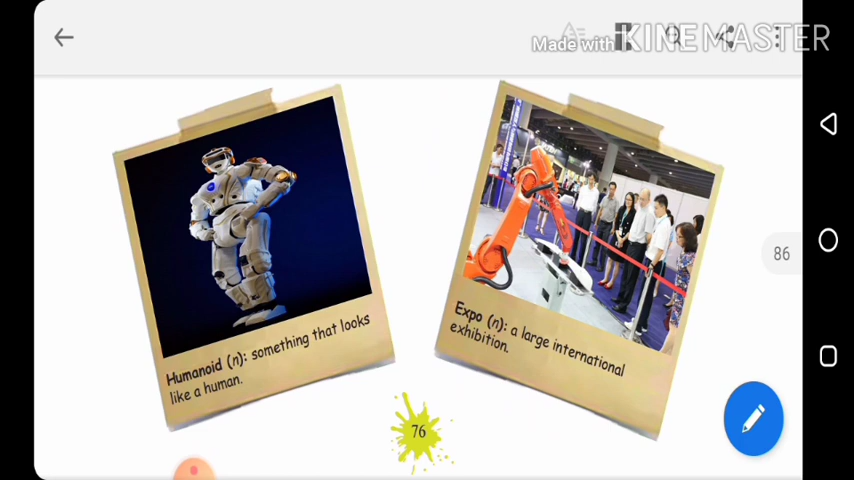 Made with KINEMASTER
86
Humanoid (n): something that looks
like a human.
Expo (n): a large international
exhibition.
76